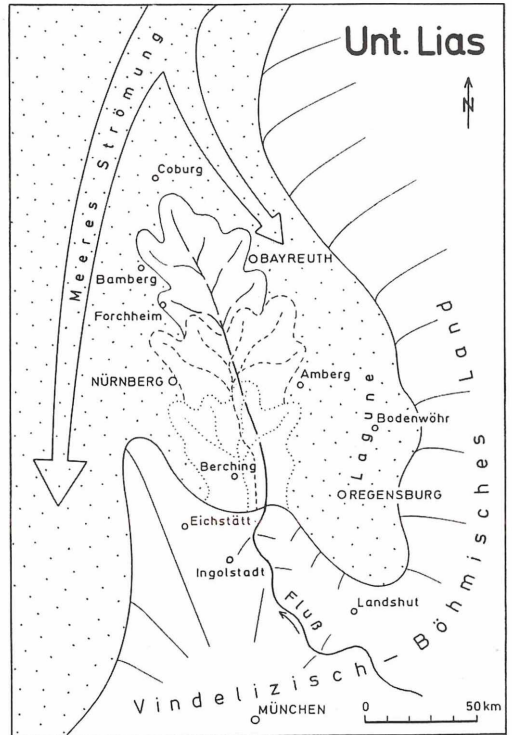 Unt. Lias
N
Meeres Strömung
Coburg
BAYREUTH
Bamberg
Forchheim
NÜRNBERG
Amberg
Lagune
Bodenwöhr
Berching
REGENSBURG
Eichstätt
Ingolstadt
Fluß
Landshut
Vindelizisch - Böhmisches Land
MÜNCHEN
0 50 km